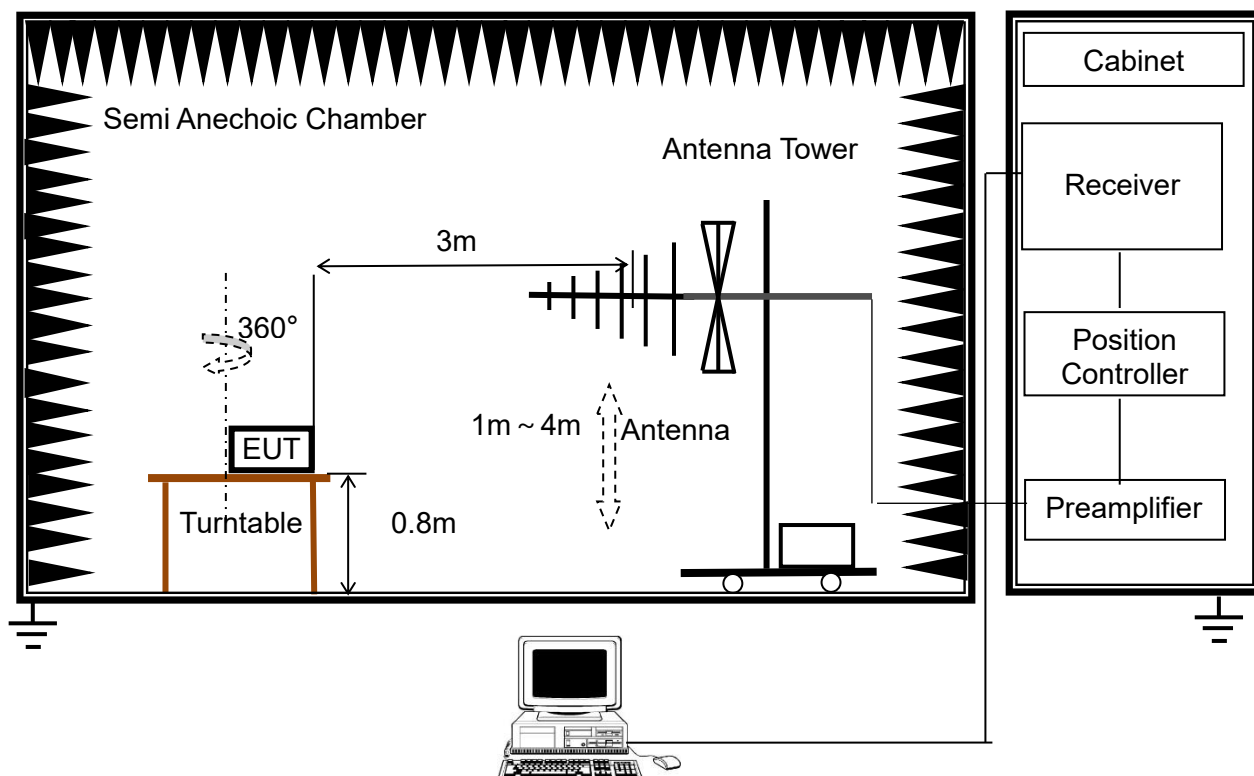 Cabinet
Semi Anechoic Chamber
Antenna Tower
Receiver
3m
360°
Position
Controller
1m ~ 4m
Antenna
EUT
Turntable
0.8m
Preamplifier